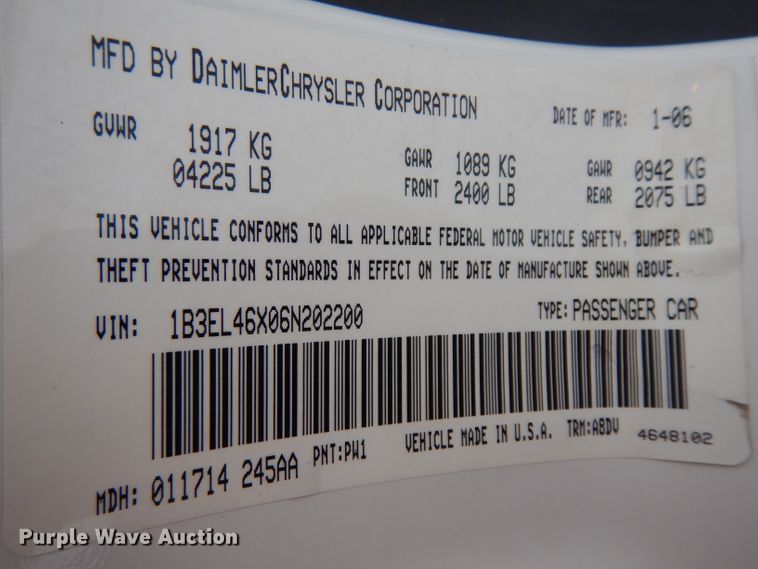 MFD BY DAIMLERCHRYSLER CORPORATION
DATE OF MFR: 1-06
GVWR 1917 KG
04225 LB
GAWR 1089 KG
FRONT 2400 LB
GAWR 0942 KG
REAR 2075 LB
THIS VEHICLE CONFORMS TO ALL APPLICABLE FEDERAL MOTOR VEHICLE SAFETY, BUMPER AND
THEFT PREVENTION STANDARDS IN EFFECT ON THE DATE OF MANUFACTURE SHOWN ABOVE.
VIN: 1B3EL46X06N202200
TYPE: PASSENGER CAR
MDH: 011714 245AA
PNT:PW1
VEHICLE MADE IN U.S.A.
TRM:A8DV
4648102
Purple Wave Auction